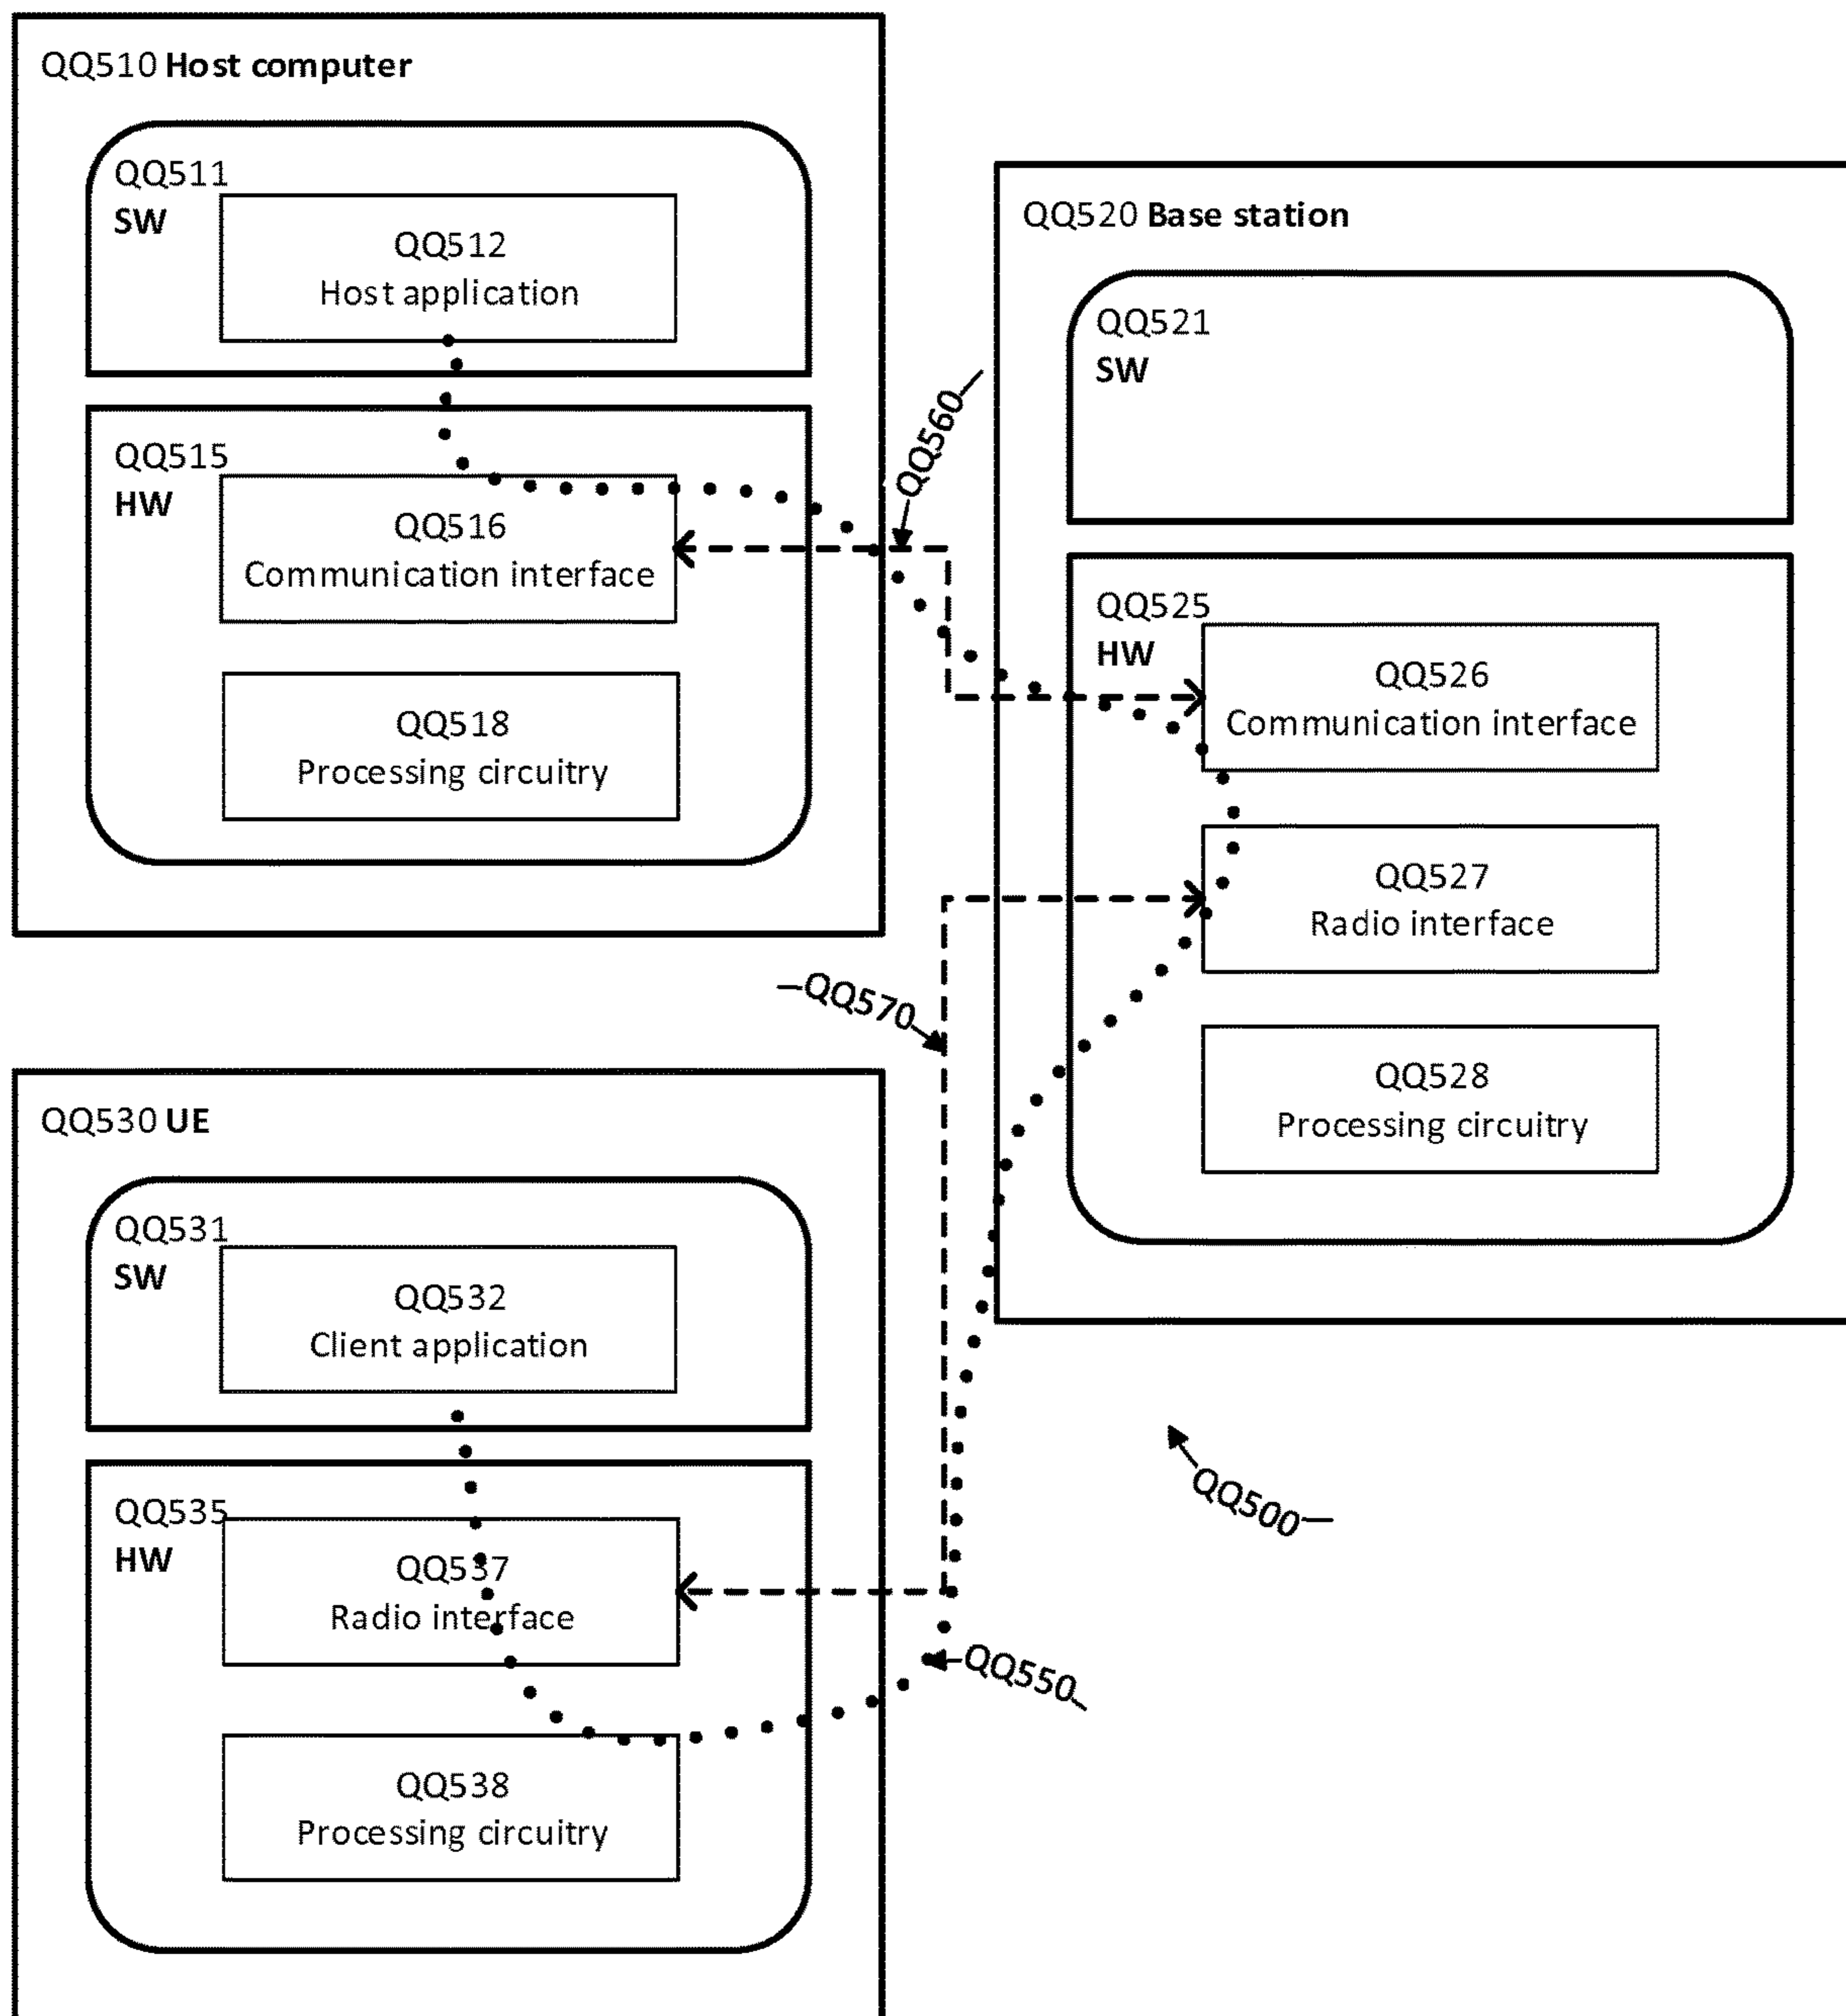 QQ510 Host computer
QQ511
SW
QQ512
Host application
QQ515
HW
QQ516
Communication interface
QQ518
Processing circuitry
QQ560
QQ520 Base station
QQ521
SW
QQ525
HW
QQ526
Communication interface
QQ527
Radio interface
QQ528
Processing circuitry
QQ570
QQ530 UE
QQ531
SW
QQ532
Client application
QQ535
HW
QQ537
Radio interface
QQ538
Processing circuitry
QQ500
QQ550